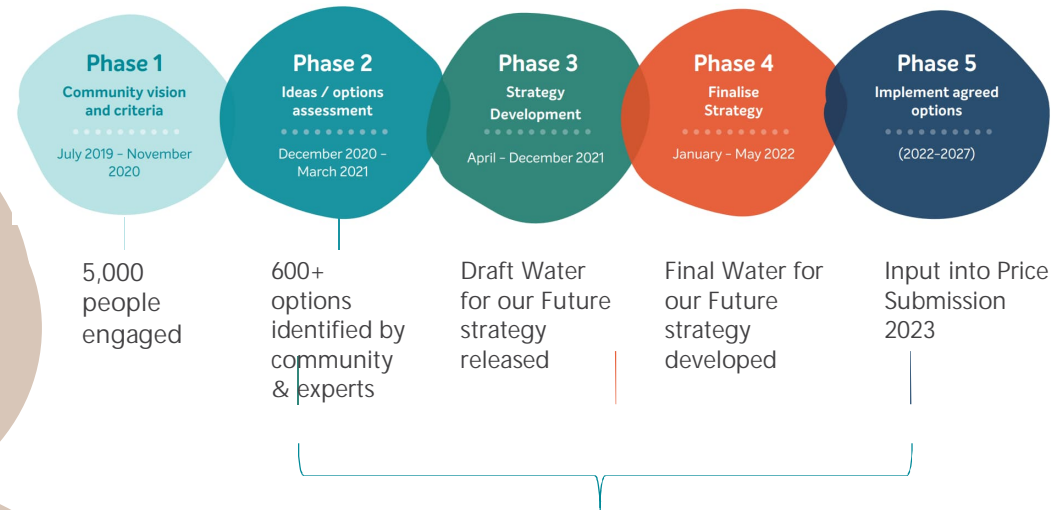 Phase 1
Community vision
and criteria
July 2019 – November
2020
Phase 2
Ideas / options
assessment
December 2020 –
March 2021
Phase 3
Strategy
Development
April – December 2021
Phase 4
Finalise
Strategy
January – May 2022
Phase 5
Implement agreed
options
(2022-2027)
5,000
people
engaged
600+
options
identified by
community
& experts
Draft Water
for our Future
strategy
released
Final Water for
our Future
strategy
developed
Input into Price
Submission
2023